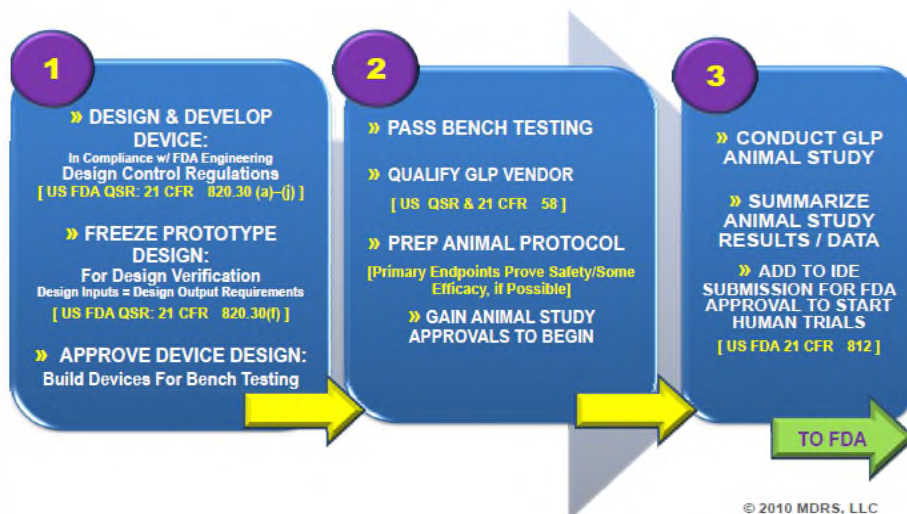 1
» DESIGN & DEVELOP
DEVICE:
In Compliance w/ FDA Engineering
Design Control Regulations
[ US FDA QSR: 21 CFR 820.30 (a)–(j) ]
» FREEZE PROTOTYPE
DESIGN:
For Design Verification
Design Inputs = Design Output Requirements
[ US FDA QSR: 21 CFR 820.30(f) ]
» APPROVE DEVICE DESIGN:
Build Devices For Bench Testing
2
» PASS BENCH TESTING
» QUALIFY GLP VENDOR
[ US QSR & 21 CFR 58 ]
» PREP ANIMAL PROTOCOL
[Primary Endpoints Prove Safety/Some
Efficacy, if Possible]
» GAIN ANIMAL STUDY
APPROVALS TO BEGIN
3
» CONDUCT GLP
ANIMAL STUDY
» SUMMARIZE
ANIMAL STUDY
RESULTS / DATA
» ADD TO IDE
SUBMISSION FOR FDA
APPROVAL TO START
HUMAN TRIALS
[ US FDA 21 CFR 812 ]
TO FDA
© 2010 MDRS, LLC